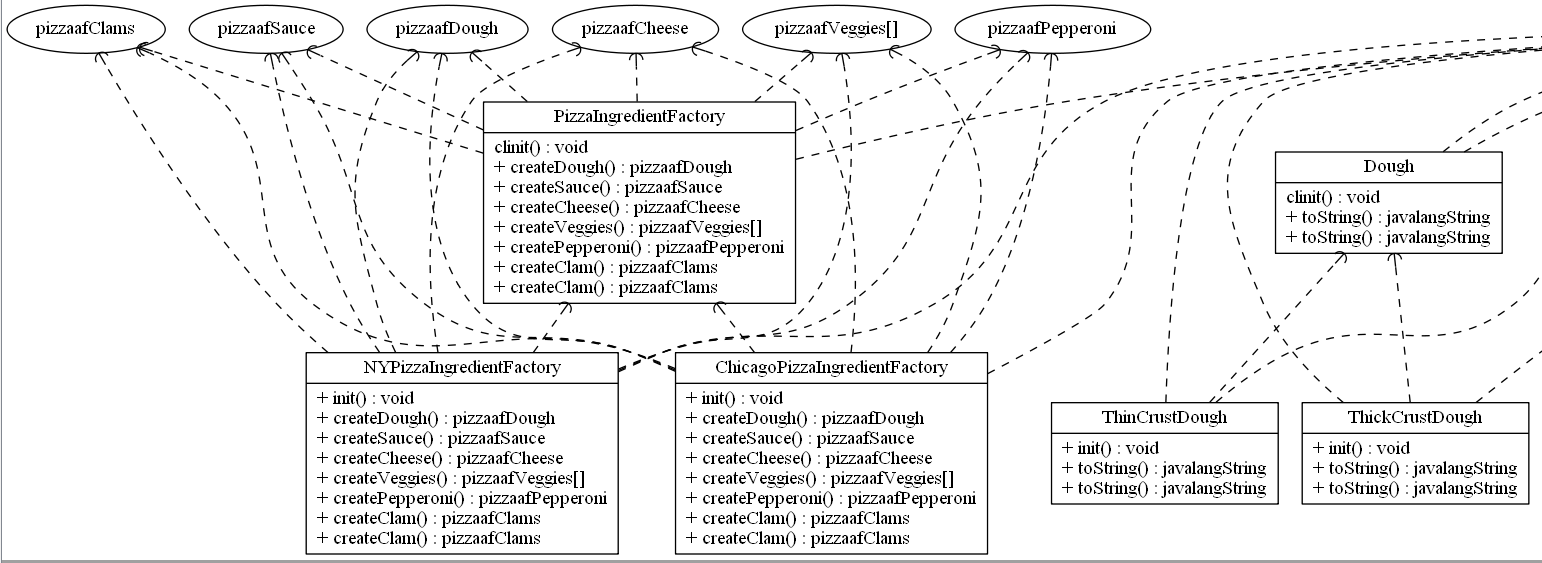 pizzaafClams
pizzaafSauce
pizzaafDough
pizzaafCheese
pizzaafVeggies[]
pizzaafPepperoni
PizzaIngredientFactory
clinit() : void
+ createDough() : pizzaafDough
+ createSauce() : pizzaafSauce
+ createCheese() : pizzaafCheese
+ createVeggies() : pizzaafVeggies[]
+ createPepperoni() : pizzaafPepperoni
+ createClam() : pizzaafClams
+ createClam() : pizzaafClams
Dough
clinit() : void
+ toString() : javalangString
+ toString() : javalangString
NYPizzaIngredientFactory
+ init() : void
+ createDough() : pizzaafDough
+ createSauce() : pizzaafSauce
+ createCheese() : pizzaafCheese
+ createVeggies() : pizzaafVeggies[]
+ createPepperoni() : pizzaafPepperoni
+ createClam() : pizzaafClams
+ createClam() : pizzaafClams
ChicagoPizzaIngredientFactory
+ init() : void
+ createDough() : pizzaafDough
+ createSauce() : pizzaafSauce
+ createCheese() : pizzaafCheese
+ createVeggies() : pizzaafVeggies[]
+ createPepperoni() : pizzaafPepperoni
+ createClam() : pizzaafClams
+ createClam() : pizzaafClams
ThinCrustDough
+ init() : void
+ toString() : javalangString
+ toString() : javalangString
ThickCrustDough
+ init() : void
+ toString() : javalangString
+ toString() : javalangString